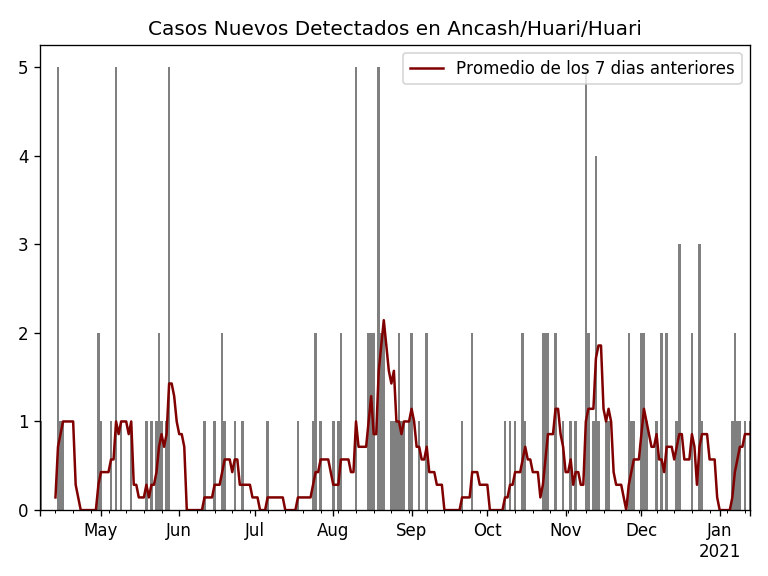 Casos Nuevos Detectados en Ancash/Huari/Huari
Promedio de los 7 dias anteriores
5
4
3
2
1
0
May Jun Jul Aug Sep Oct Nov Dec Jan
2021